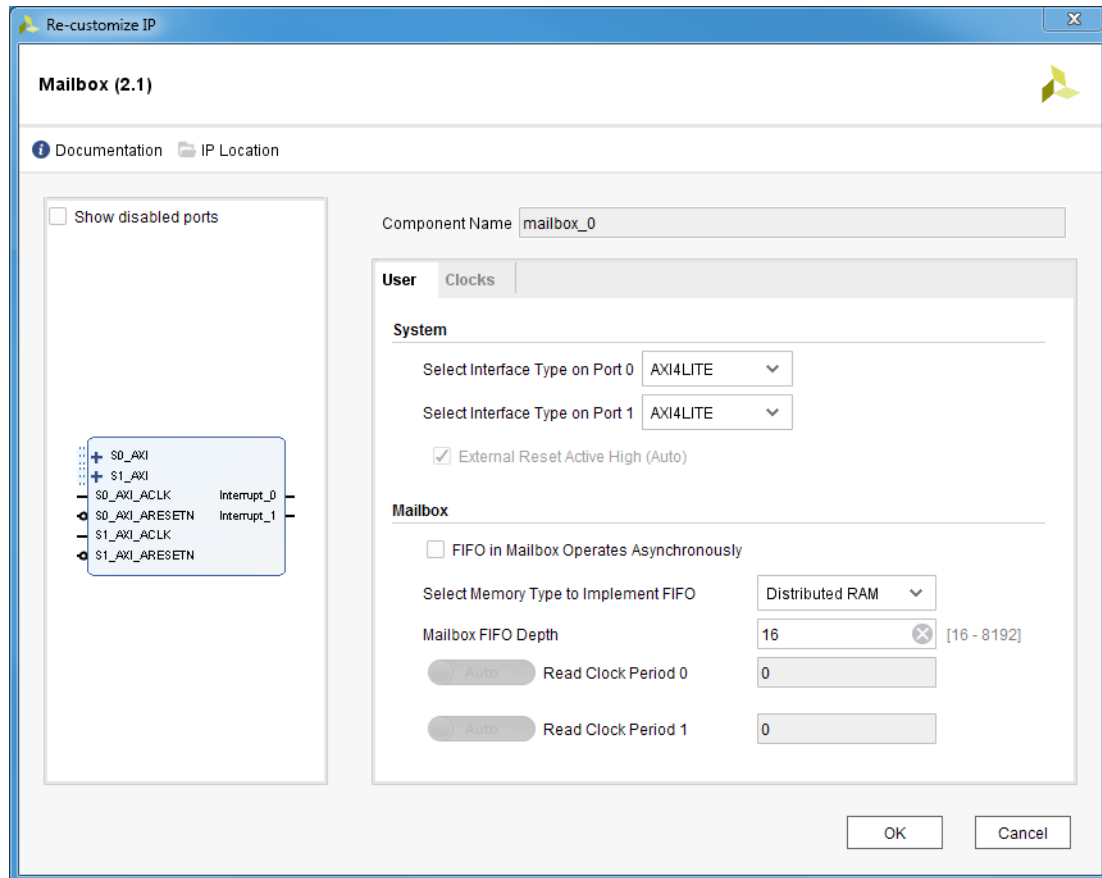 Re-customize IP
Mailbox (2.1)
Documentation IP Location
Show disabled ports
S0_AXI
S1_AXI
S0_AXI_ACLK Interrupt_0
S0_AXI_ARESETN Interrupt_1
S1_AXI_ACLK
S1_AXI_ARESETN
Component Name mailbox_0
User Clocks
System
Select Interface Type on Port 0 AXI4LITE
Select Interface Type on Port 1 AXI4LITE
External Reset Active High (Auto)
Mailbox
FIFO in Mailbox Operates Asynchronously
Select Memory Type to Implement FIFO Distributed RAM
Mailbox FIFO Depth 16 [16 - 8192]
Auto Read Clock Period 0 0
Auto Read Clock Period 1 0
OK Cancel